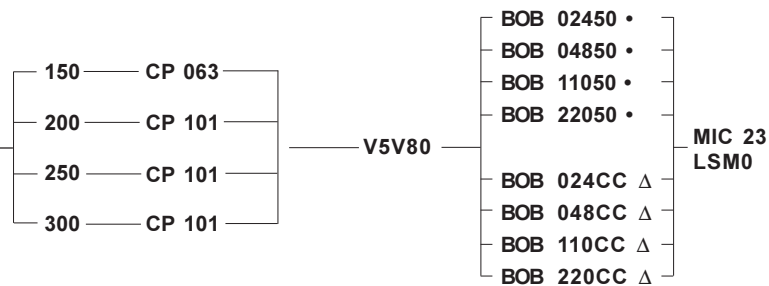 BOB 02450 •
BOB 04850 •
150 CP 063
BOB 11050 •
200 CP 101
BOB 22050 •
V5V80
MIC 23
LSM0
250 CP 101
BOB 024CC Δ
BOB 048CC Δ
300 CP 101
BOB 110CC Δ
BOB 220CC Δ